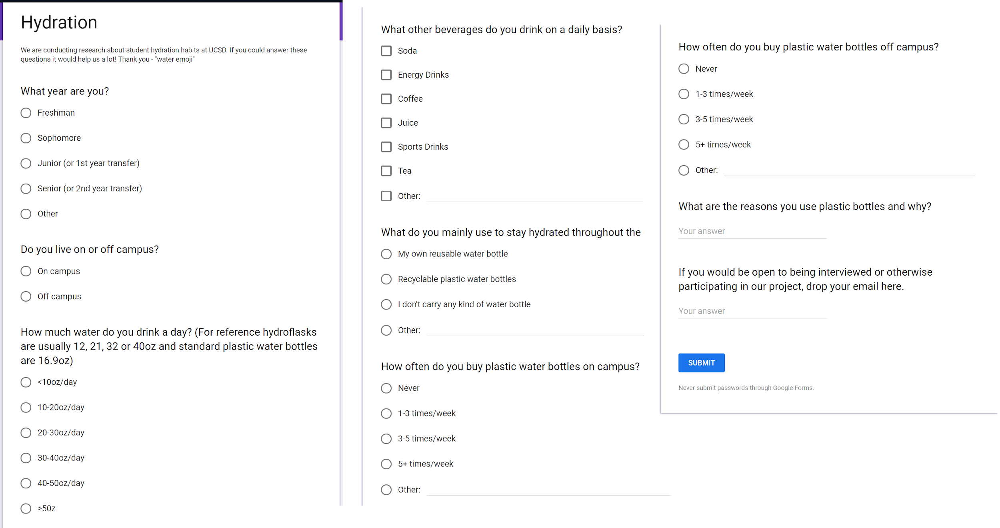 Hydration
We are conducting research about student hydration habits at UCSD. If you could answer these
questions it would help us a lot! Thank you - "water emoji"
What year are you?
Freshman
Sophomore
Junior (or 1st year transfer)
Senior (or 2nd year transfer)
Other
Do you live on or off campus?
On campus
Off campus
How much water do you drink a day? (For reference hydroflasks
are usually 12, 21, 32 or 40oz and standard plastic water bottles
are 16.9oz)
<10oz/day
10-20oz/day
20-30oz/day
30-40oz/day
40-50oz/day
>50z
What other beverages do you drink on a daily basis?
Soda
Energy Drinks
Coffee
Juice
Sports Drinks
Tea
Other:
What do you mainly use to stay hydrated throughout the
My own reusable water bottle
Recyclable plastic water bottles
I don't carry any kind of water bottle
Other:
How often do you buy plastic water bottles on campus?
Never
1-3 times/week
3-5 times/week
5+ times/week
Other:
How often do you buy plastic water bottles off campus?
Never
1-3 times/week
3-5 times/week
5+ times/week
Other:
What are the reasons you use plastic bottles and why?
Your answer
If you would be open to being interviewed or otherwise
participating in our project, drop your email here.
Your answer
SUBMIT
Never submit passwords through Google Forms.